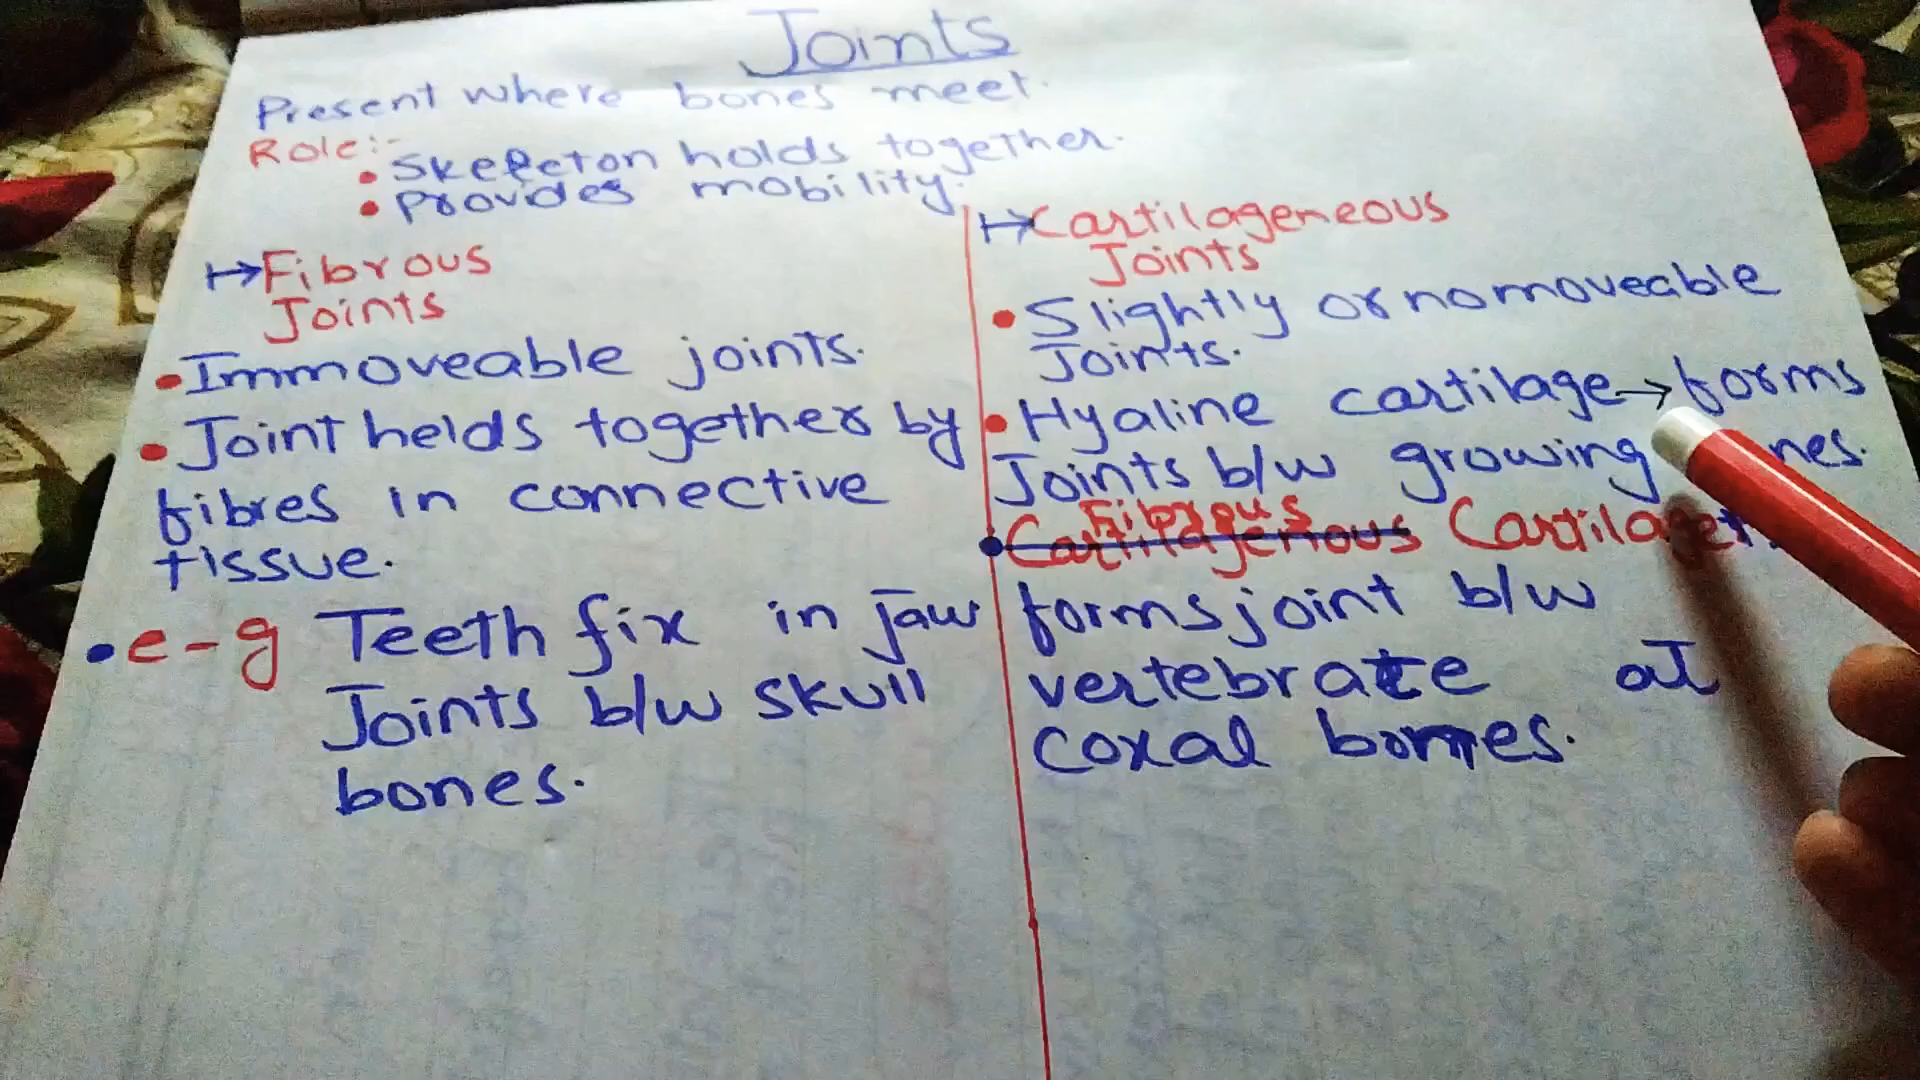 Joints
Present where bones meet.
Role:-
• Skeleton holds together.
• Provides mobility.
↦Fibrous
Joints
• Immoveable joints.
• Joint helds together by
fibres in connective
tissue.
• e-g Teeth fix in jaw
Joints b/w skull
bones.
↦Cartilageneous
Joints
• Slightly or no moveable
Joints.
• Hyaline cartilage → forms
Joints b/w growing
• Fibrous
forms joint b/w
vertebrate at
coxal bones.